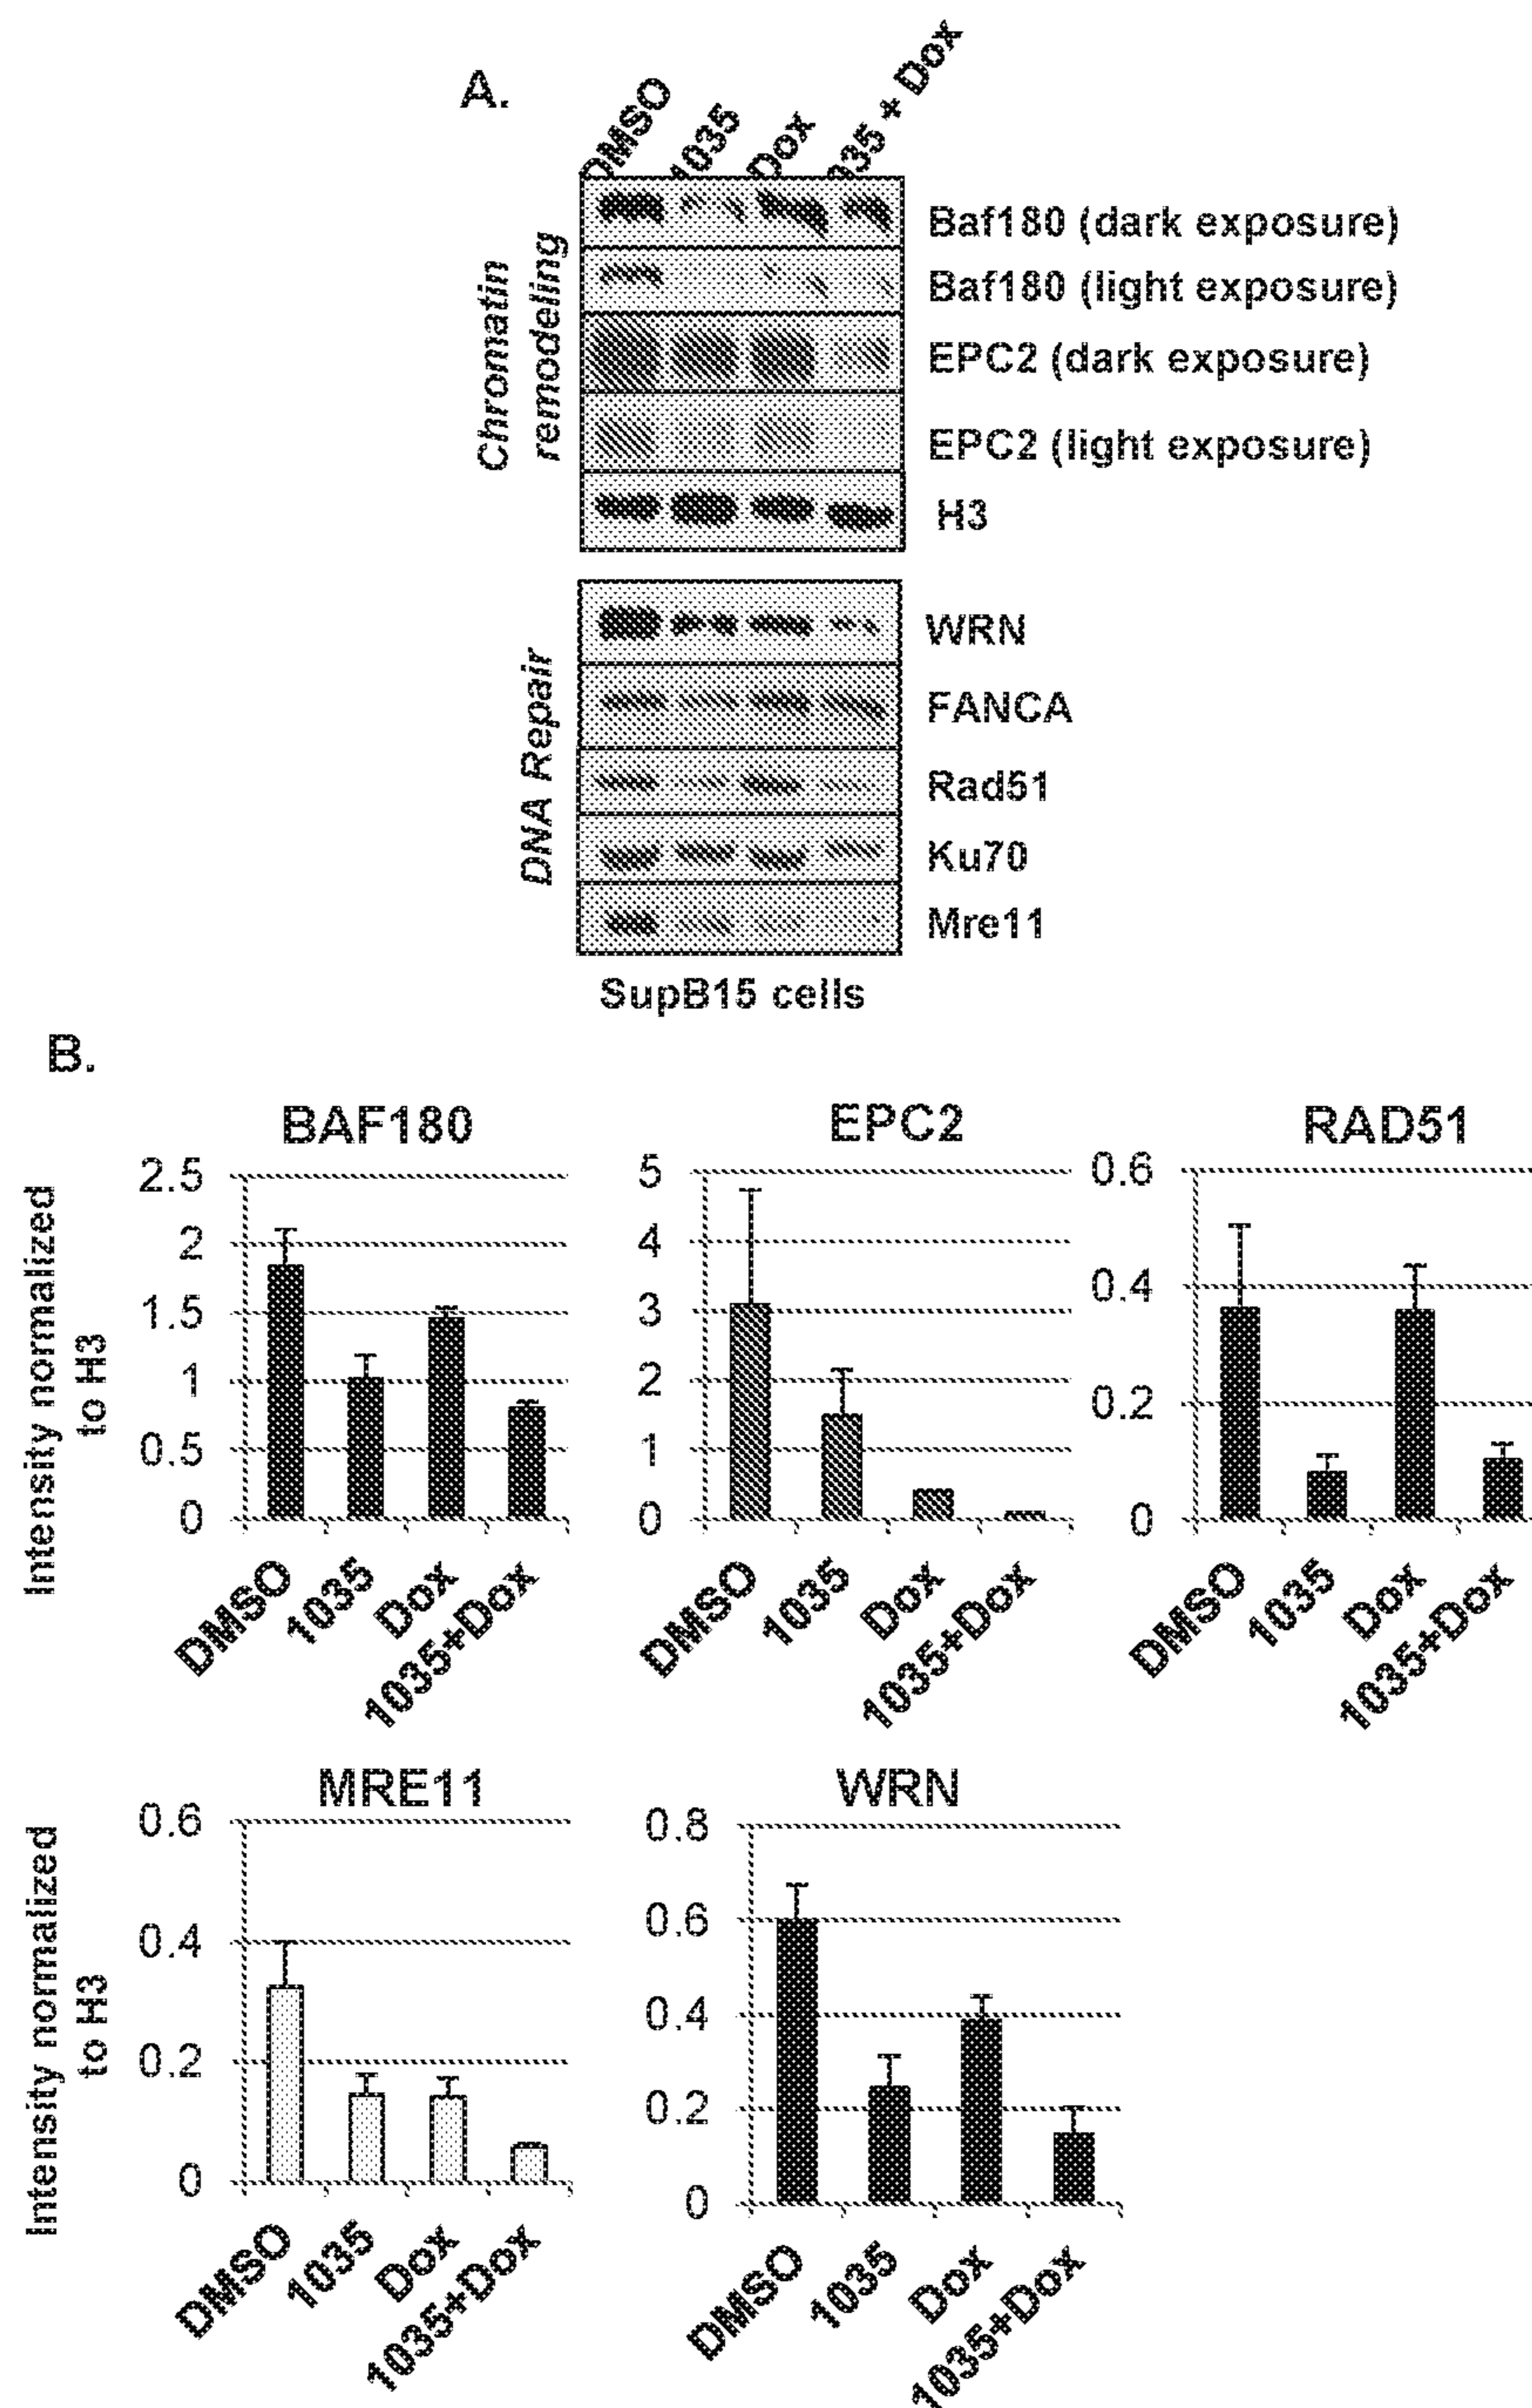 A.
DMSO
1035
Dox
035 + Dox
Chromatin
remodeling
Baf180 (dark exposure)
Baf180 (light exposure)
EPC2 (dark exposure)
EPC2 (light exposure)
H3
DNA Repair
WRN
FANCA
Rad51
Ku70
Mre11
SupB15 cells
B.
Intensity normalized
to H3
BAF180
2.5
2
1.5
1
0.5
0
DMSO
1035
Dox
1035+Dox
EPC2
5
4
3
2
1
0
DMSO
1035
Dox
1035+Dox
RAD51
0.6
0.4
0.2
0
DMSO
1035
Dox
1035+Dox
Intensity normalized
to H3
MRE11
0.6
0.4
0.2
0
DMSO
1035
Dox
1035+Dox
WRN
0.8
0.6
0.4
0.2
0
DMSO
1035
Dox
1035+Dox